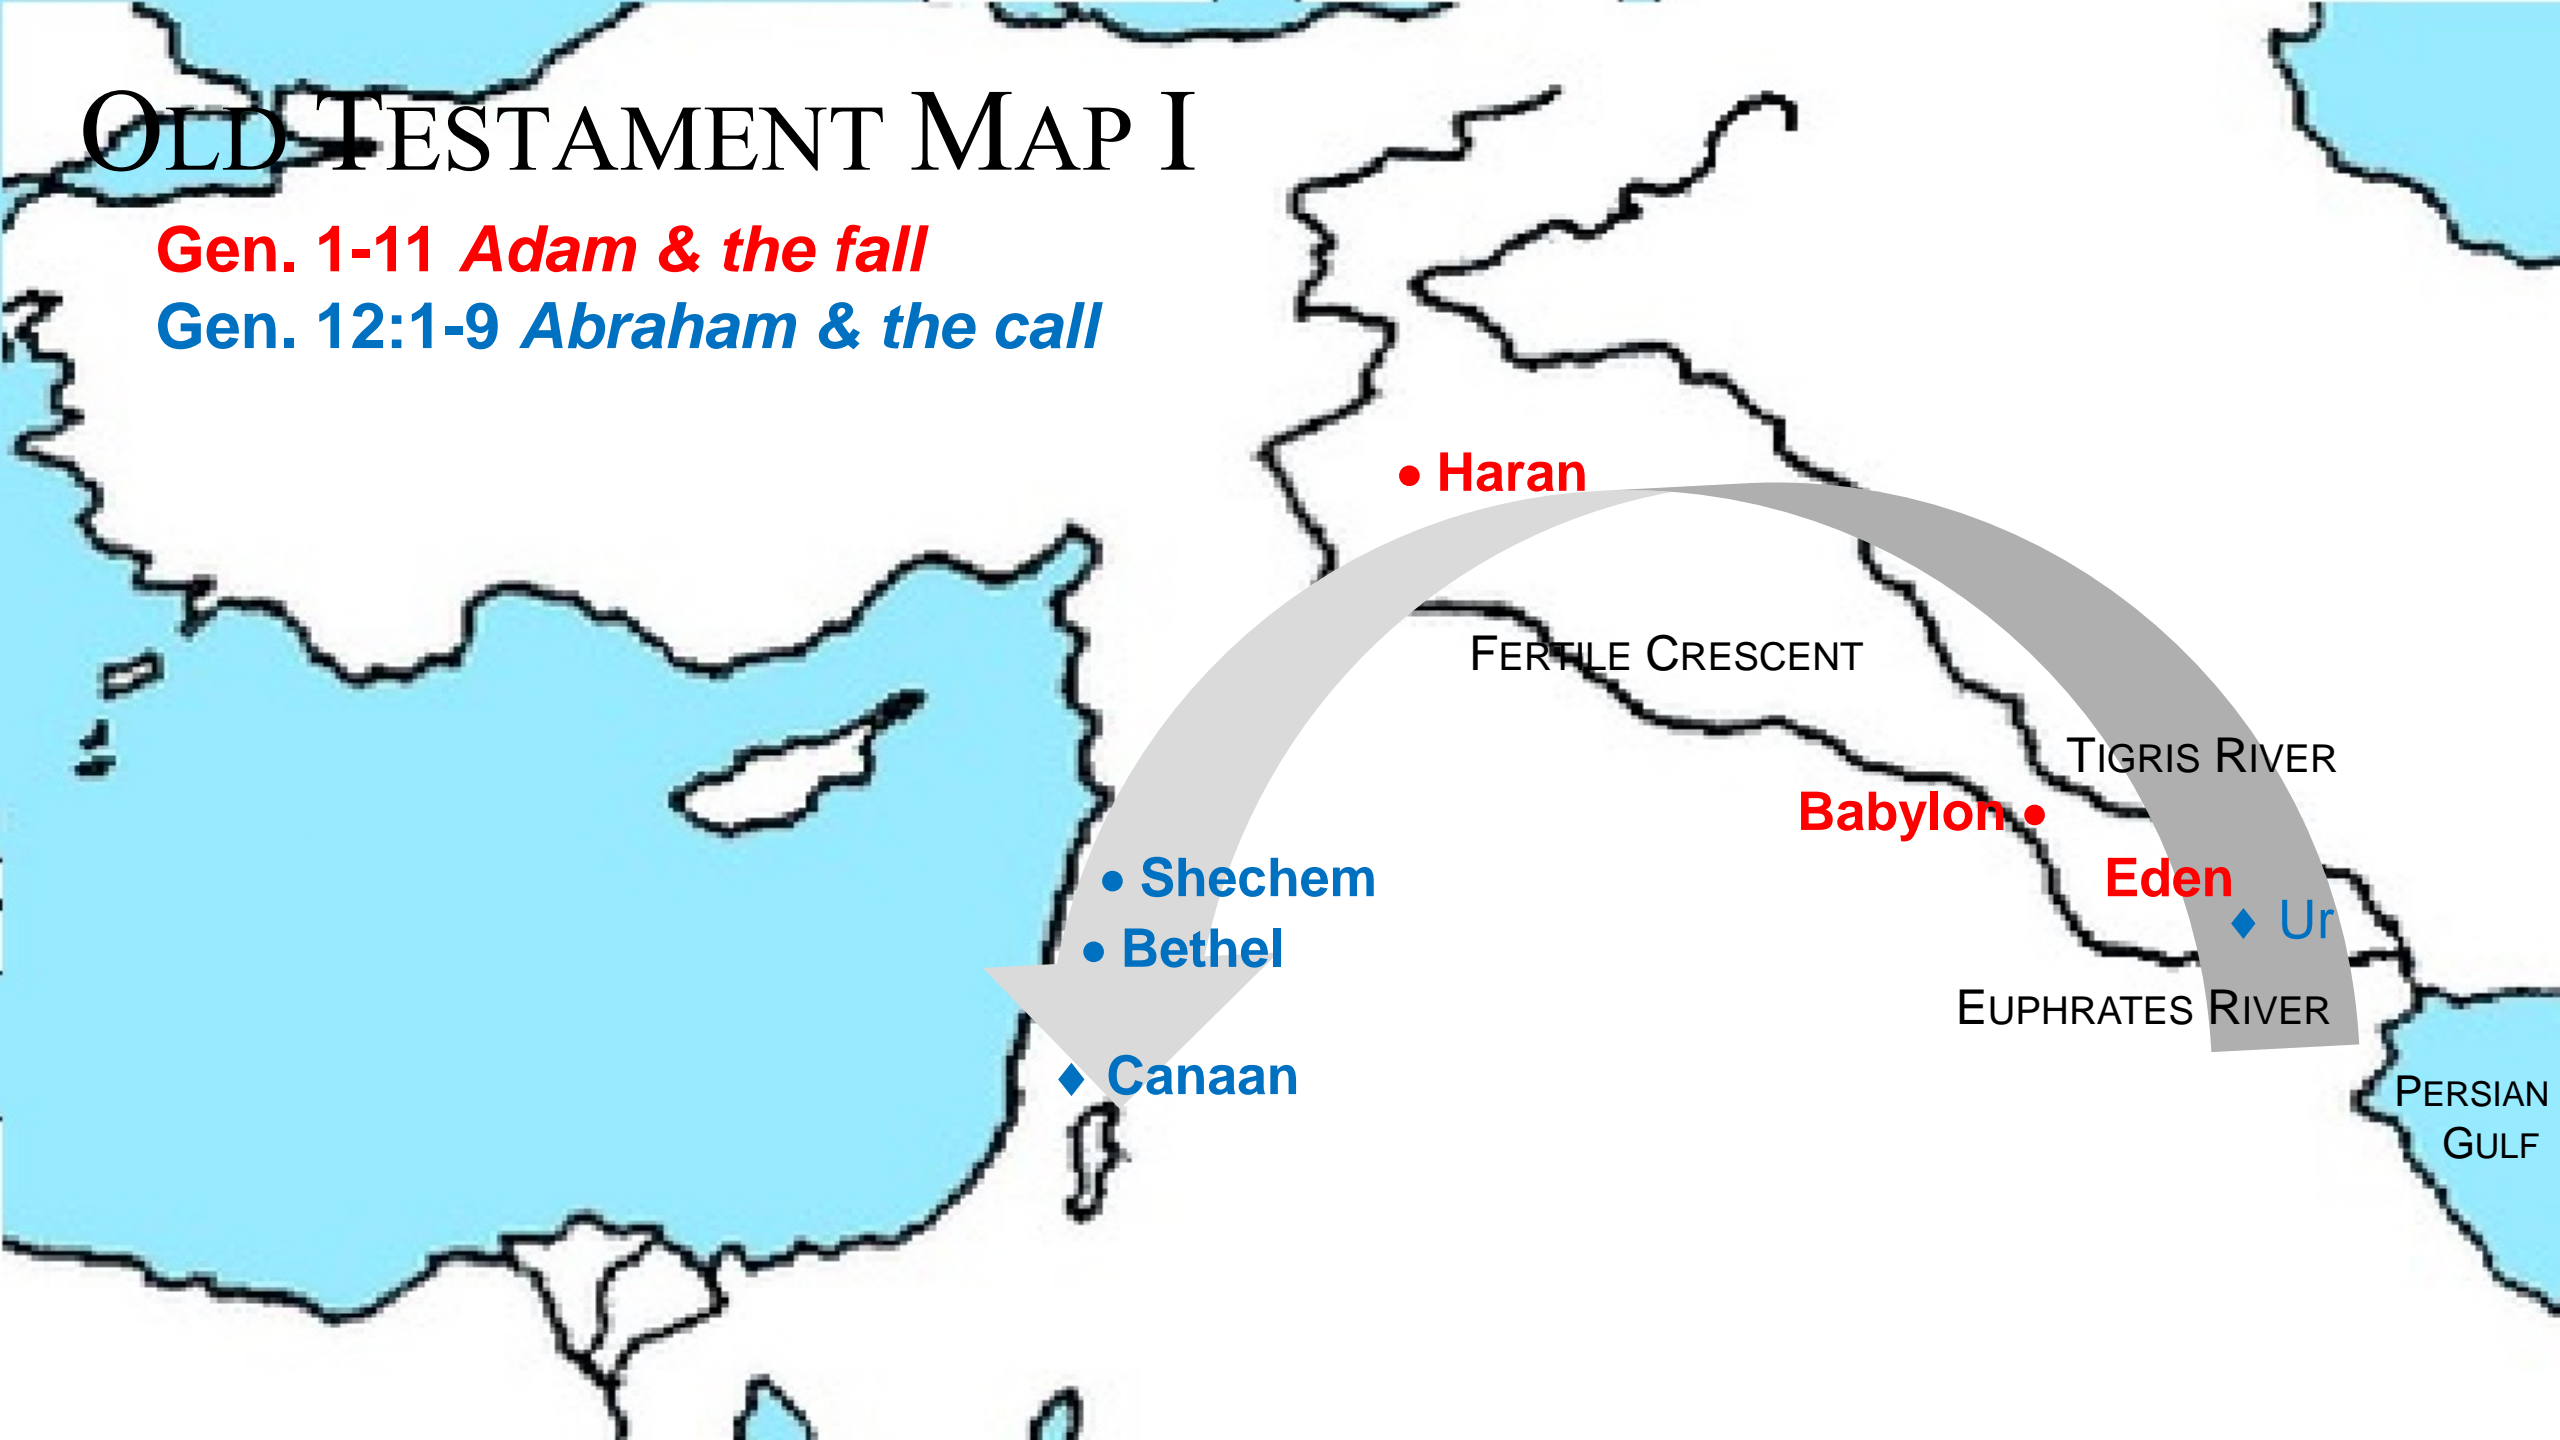 OLD TESTAMENT MAP I
Gen. 1-11 Adam & the fall
Gen. 12:1-9 Abraham & the call
• Haran
FERTILE CRESCENT
TIGRIS RIVER
Babylon •
• Shechem
Eden
♦ Ur
• Bethel
EUPHRATES RIVER
♦ Canaan
PERSIAN
GULF